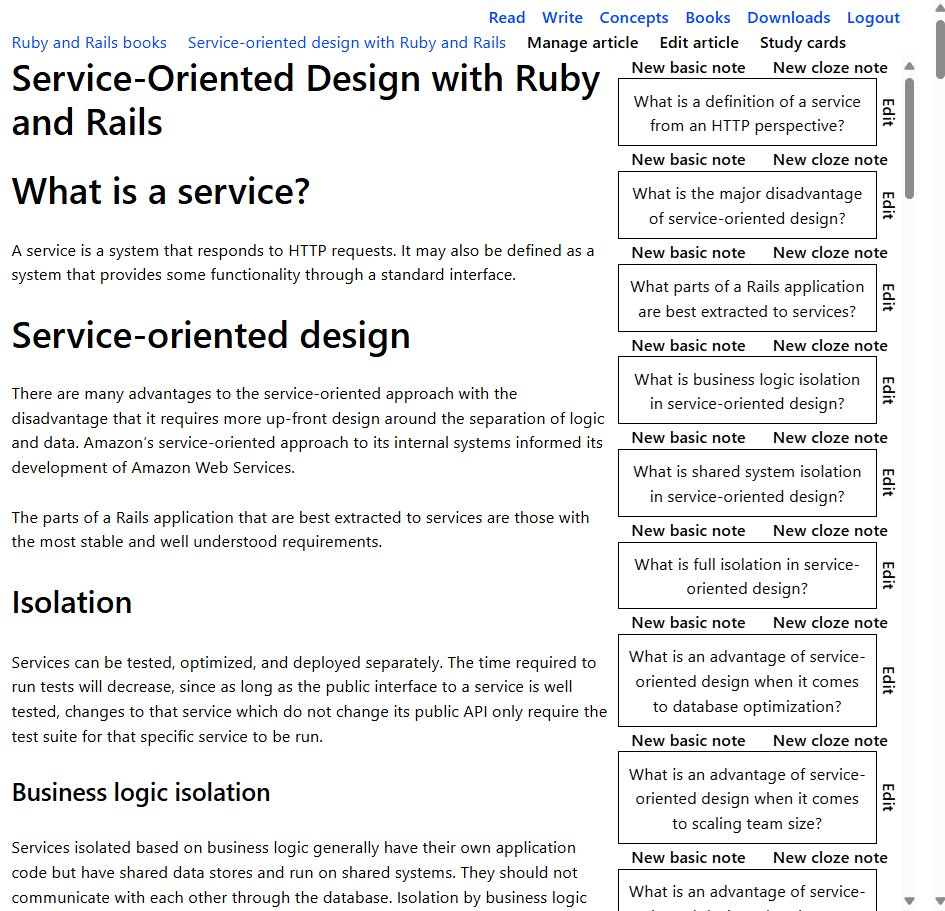 Read Write Concepts Books Downloads Logout
Ruby and Rails books Service-oriented design with Ruby and Rails Manage article Edit article Study cards
Service-Oriented Design with Ruby
and Rails
What is a service?
A service is a system that responds to HTTP requests. It may also be defined as a
system that provides some functionality through a standard interface.
Service-oriented design
There are many advantages to the service-oriented approach with the
disadvantage that it requires more up-front design around the separation of logic
and data. Amazon's service-oriented approach to its internal systems informed its
development of Amazon Web Services.
The parts of a Rails application that are best extracted to services are those with
the most stable and well understood requirements.
Isolation
Services can be tested, optimized, and deployed separately. The time required to
run tests will decrease, since as long as the public interface to a service is well
tested, changes to that service which do not change its public API only require the
test suite for that specific service to be run.
Business logic isolation
Services isolated based on business logic generally have their own application
code but have shared data stores and run on shared systems. They should not
communicate with each other through the database. Isolation by business logic
New basic note New cloze note
What is a definition of a service
from an HTTP perspective?
Edit
New basic note New cloze note
What is the major disadvantage
of service-oriented design?
Edit
New basic note New cloze note
What parts of a Rails application
are best extracted to services?
Edit
New basic note New cloze note
What is business logic isolation
in service-oriented design?
Edit
New basic note New cloze note
What is shared system isolation
in service-oriented design?
Edit
New basic note New cloze note
What is full isolation in service-
oriented design?
Edit
New basic note New cloze note
What is an advantage of service-
oriented design when it comes
to database optimization?
Edit
New basic note New cloze note
What is an advantage of service-
oriented design when it comes
to scaling team size?
Edit
New basic note New cloze note
What is an advantage of service-